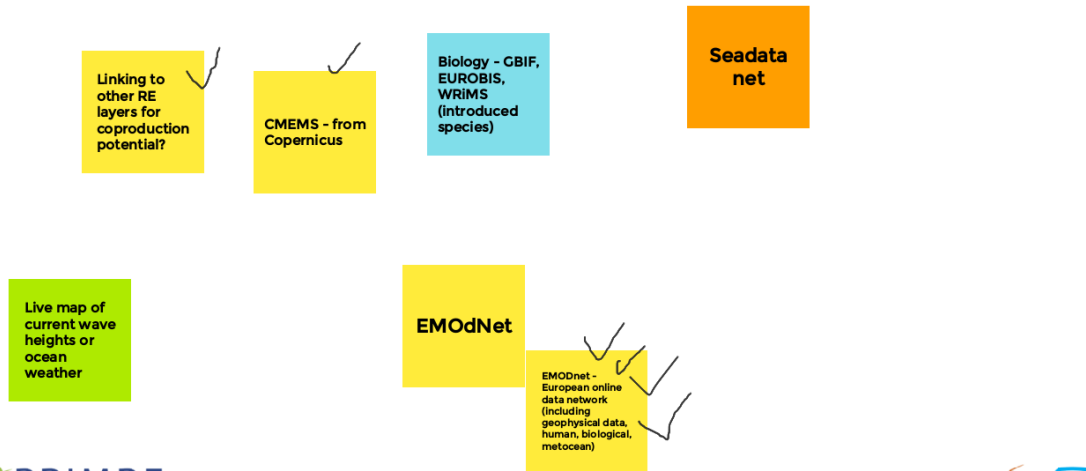 Linking to
other RE
layers for
coproduction
potential?
CMEMS - from
Copernicus
Biology - GBIF,
EUROBIS,
WRiMS
(introduced
species)
Seadata
net
Live map of
current wave
heights or
ocean
weather
EMOdNet
EMODnet -
European online
data network
(including
geophysical data,
human, biological,
metocean)